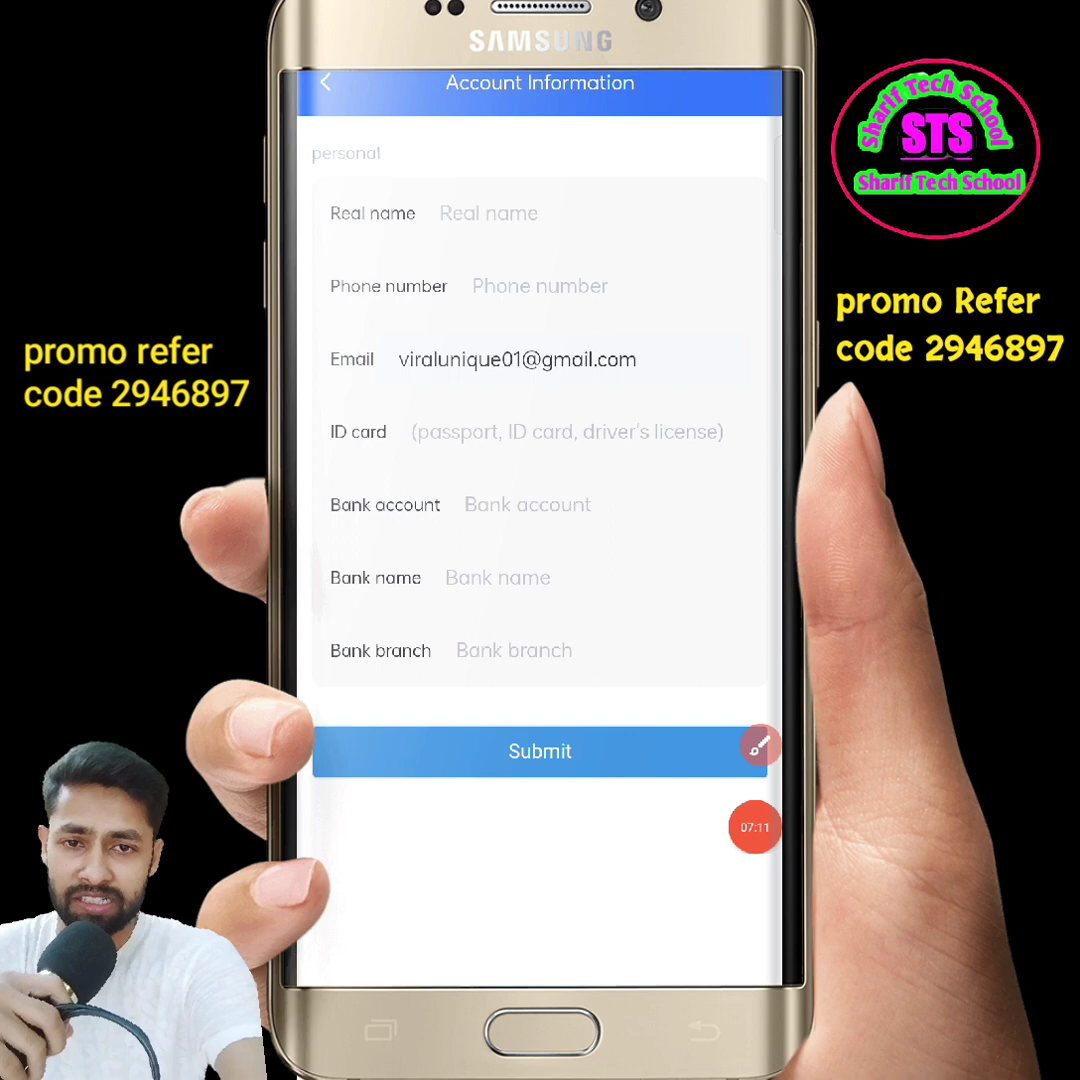 SAMSUNG
Account Information
personal
Real name Real name
Phone number Phone number
Email viralunique01@gmail.com
ID card (passport, ID card, driver's license)
Bank account Bank account
Bank name Bank name
Bank branch Bank branch
Submit
07:11
Sharif Tech School
STS
Sharif Tech School
promo refer
code 2946897
promo Refer
code 2946897